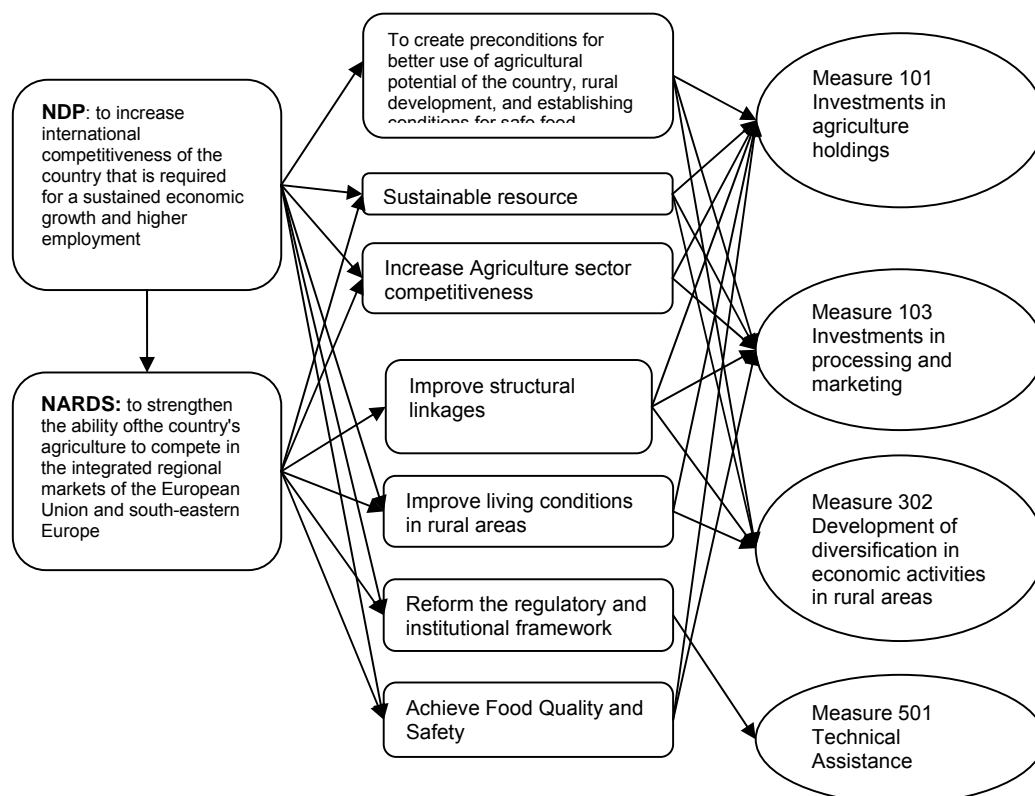 NDP: to increase
international
competitiveness of the
country that is required
for a sustained economic
growth and higher
employment
NARDS: to strengthen
the ability ofthe country's
agriculture to compete in
the integrated regional
markets of the European
Union and south-eastern
Europe
To create preconditions for
better use of agricultural
potential of the country, rural
development, and establishing
conditions for safe food
Sustainable resource
Increase Agriculture sector
competitiveness
Improve structural
linkages
Improve living conditions
in rural areas
Reform the regulatory and
institutional framework
Achieve Food Quality and
Safety
Measure 101
Investments in
agriculture
holdings
Measure 103
Investments in
processing and
marketing
Measure 302
Development of
diversification in
economic activities
in rural areas
Measure 501
Technical
Assistance